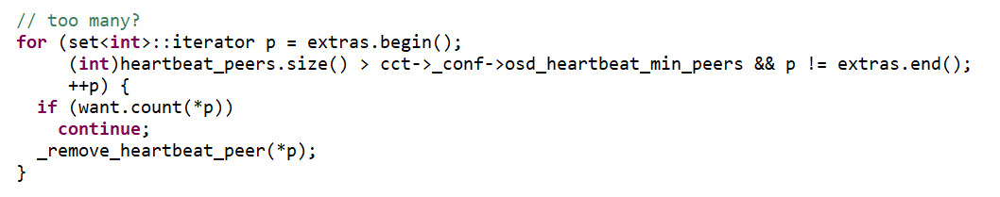 // too many?
for (set<int>::iterator p = extras.begin();
     (int)heartbeat_peers.size() > cct->_conf->osd_heartbeat_min_peers && p != extras.end();
     ++p) {
  if (want.count(*p))
    continue;
  _remove_heartbeat_peer(*p);
}